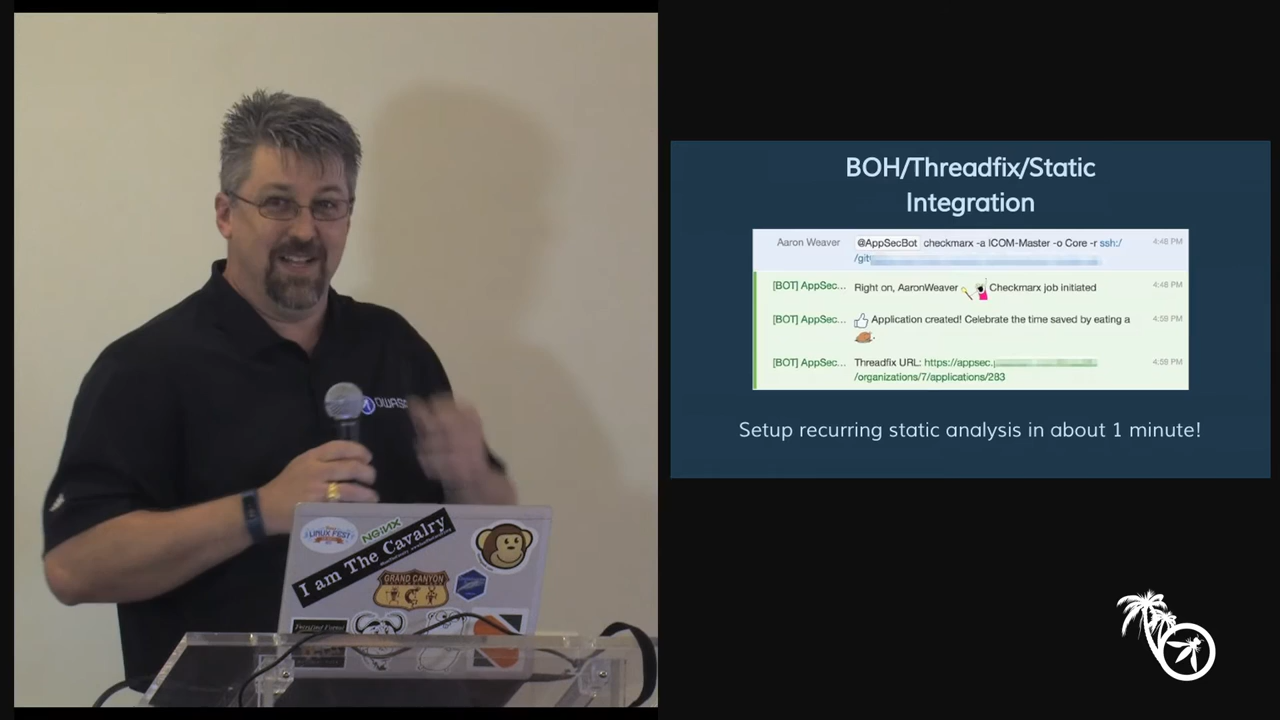 BOH/Threadfix/Static
Integration
Aaron Weaver @AppSecBot checkmarx -a ICOM-Master -o Core -r ssh:/ 4:46 PM
/git
[BOT] AppSec... Right on, AaronWeaver Checkmarx job initiated 4:46 PM
[BOT] AppSec... Application created! Celebrate the time saved by eating a 4:59 PM
.
[BOT] AppSec... Threadfix URL: https://appsec. 4:59 PM
/organizations/7/applications/283
Setup recurring static analysis in about 1 minute!
OWASP
LINUX FEST
NGINX
I am The Cavalry
GRAND CANYON